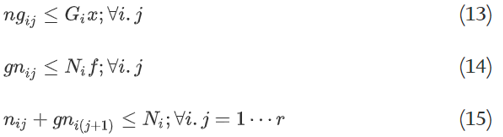 ng_{ij} ≤ G_i x; ∀i.j (13)
gn_{ij} ≤ N_i f; ∀i.j (14)
n_{ij} + gn_{i(j+1)} ≤ N_i; ∀i.j = 1 ⋯ r (15)